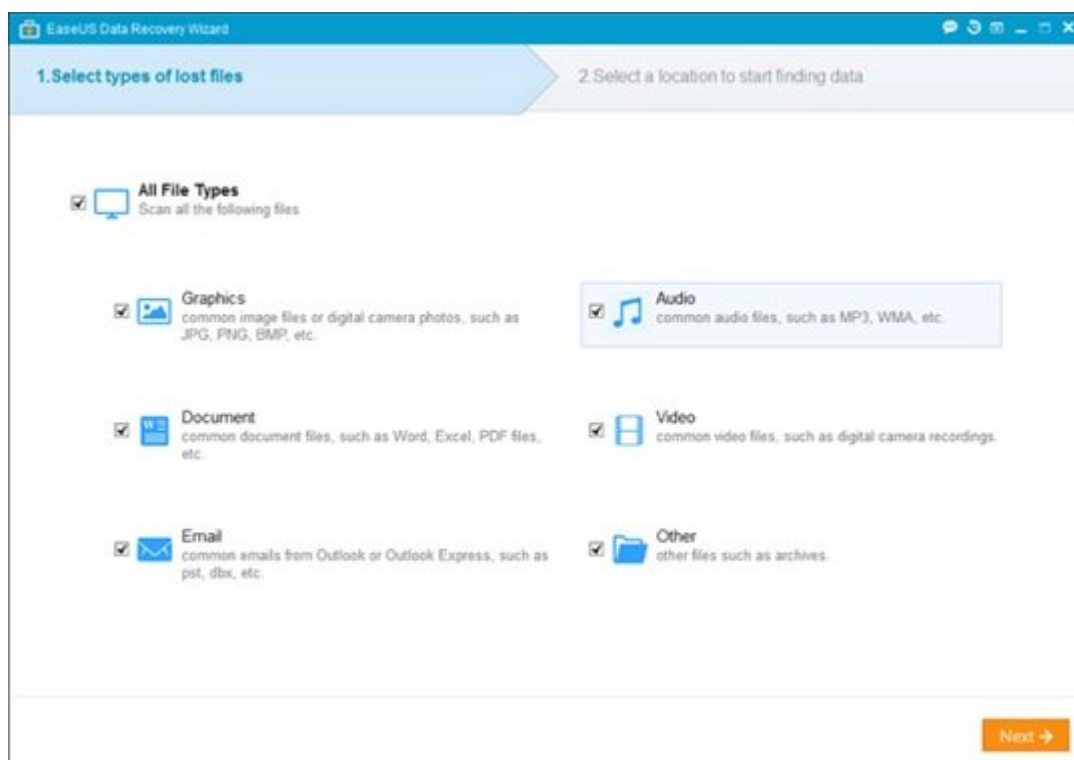 EaseUS Data Recovery Wizard
1.Select types of lost files
2.Select a location to start finding data
All File Types
Scan all the following files
Graphics
common image files or digital camera photos, such as
JPG, PNG, BMP, etc.
Audio
common audio files, such as MP3, WMA, etc.
Document
common document files, such as Word, Excel, PDF files,
etc.
Video
common video files, such as digital camera recordings.
Email
common emails from Outlook or Outlook Express, such as
pst, dbx, etc.
Other
other files such as archives.
Next